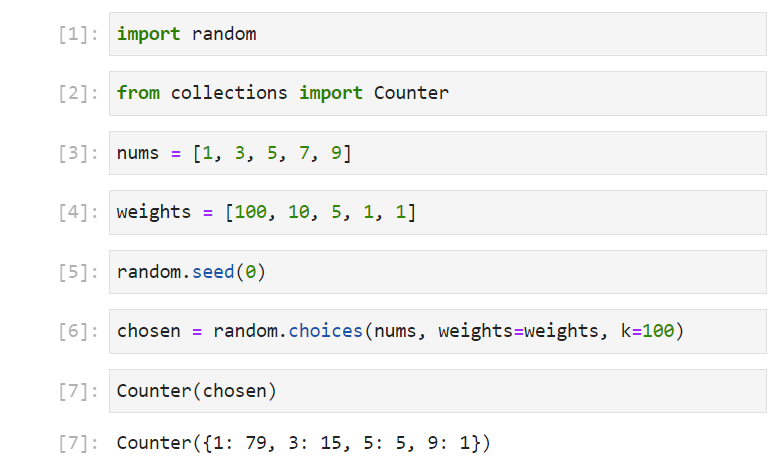 [1]: import random
[2]: from collections import Counter
[3]: nums = [1, 3, 5, 7, 9]
[4]: weights = [100, 10, 5, 1, 1]
[5]: random.seed(0)
[6]: chosen = random.choices(nums, weights=weights, k=100)
[7]: Counter(chosen)
[7]: Counter({1: 79, 3: 15, 5: 5, 9: 1})